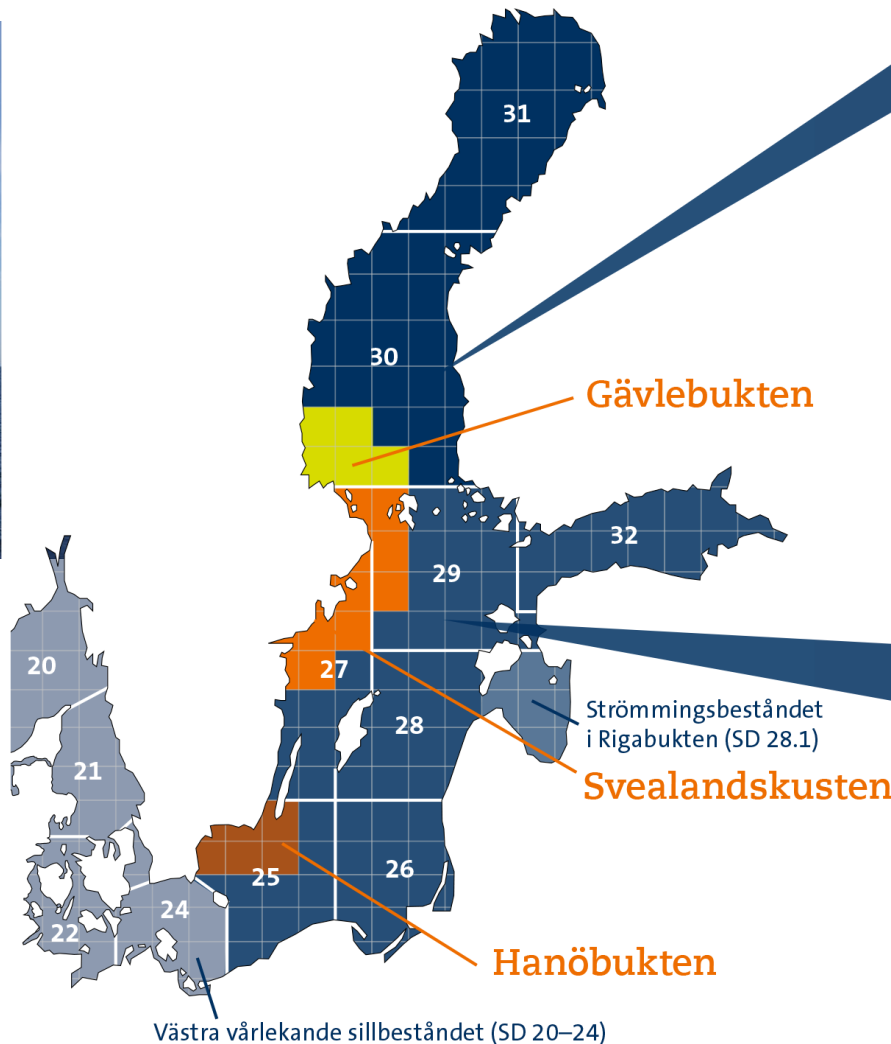 31
30
Gävlebukten
32
29
20
27
28
Strömmingsbeståndet
i Rigabukten (SD 28.1)
21
Svealandskusten
26
25
24
22
Hanöbukten
Västra vårlekande sillbeståndet (SD 20–24)